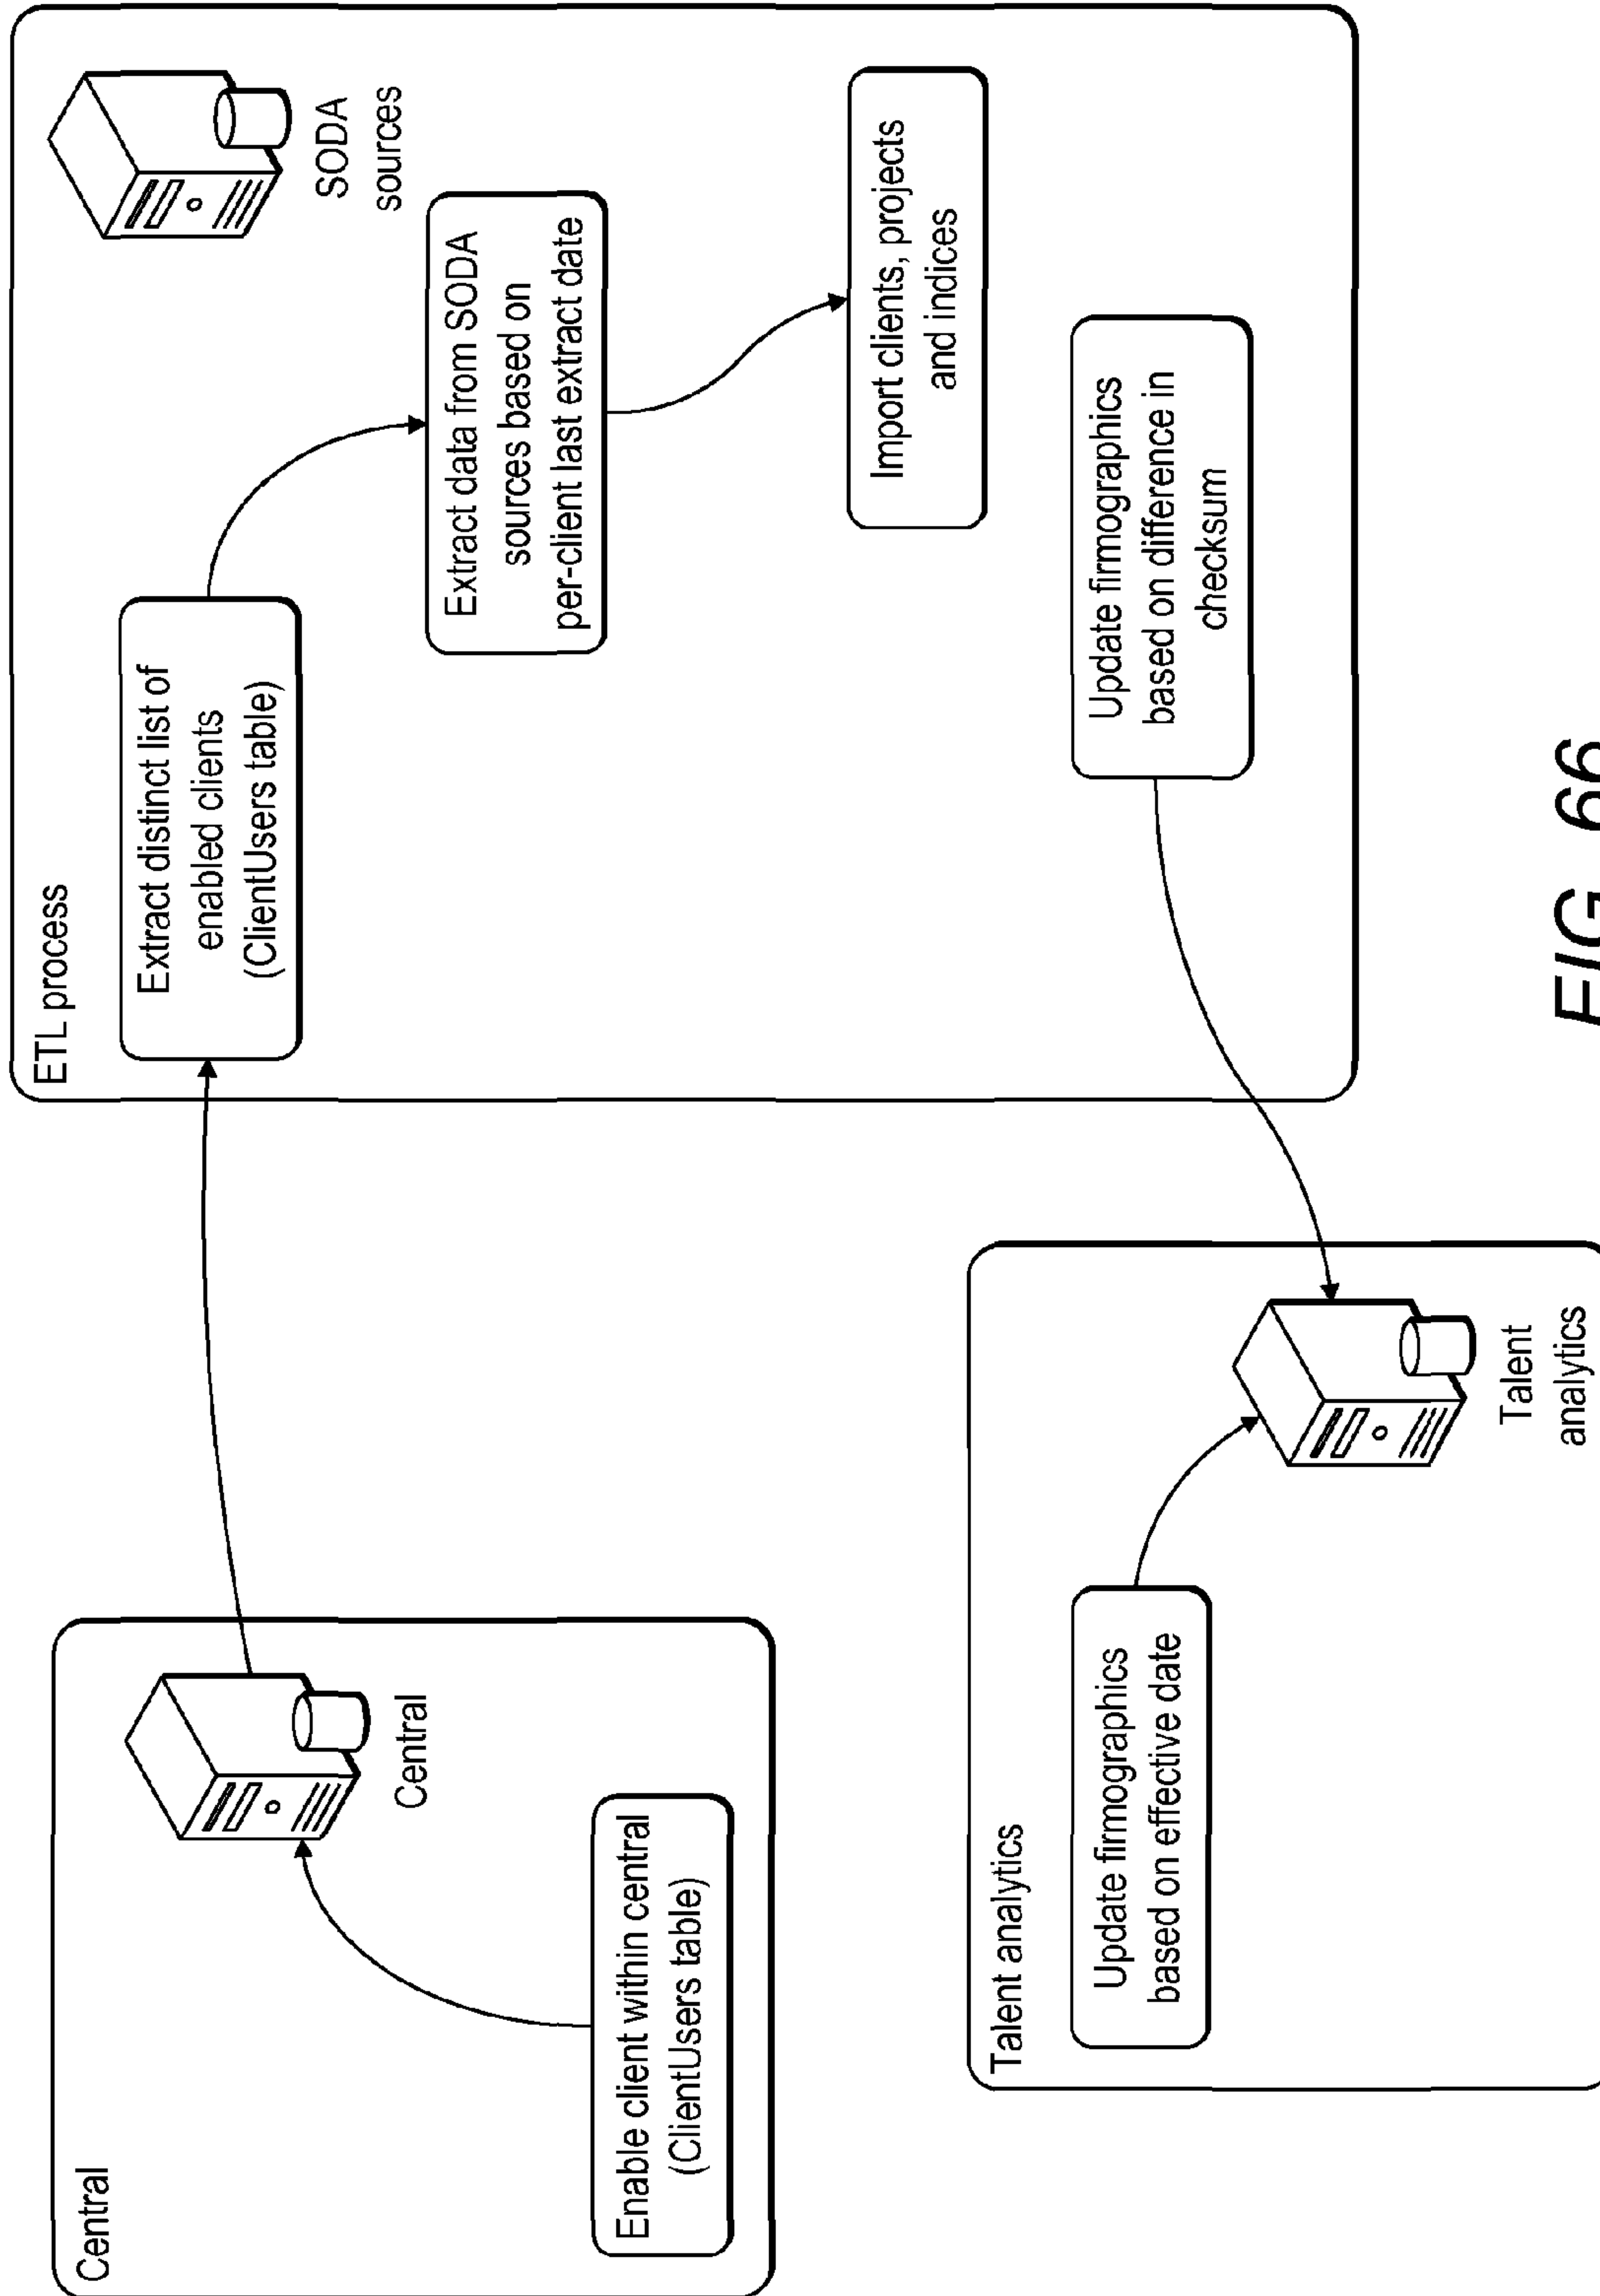 Central
Central
Enable client within central
(ClientUsers table)
ETL process
Extract distinct list of
enabled clients
(ClientUsers table)
SODA
sources
Extract data from SODA
sources based on
per-client last extract date
Import clients, projects
and indices
Update firmographics
based on difference in
checksum
Talent analytics
Update firmographics
based on effective date
Talent
analytics
FIG. 66